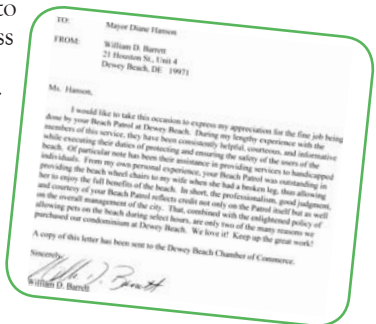 to
ss
TO: Mayor Diane Hanson
FROM: William D. Barrett
21 Houston St., Unit 4
Dewey Beach, DE 19971
Ms. Hanson,
I would like to take this occasion to express my appreciation for the fine job being
done by your Beach Patrol at Dewey Beach. During my lengthy experience with the
members of this service, they have been consistently helpful, courteous, and informative
while executing their duties of protecting and ensuring the safety of the users of the
beach. Of particular note has been their assistance in providing services to handicapped
individuals. From my own personal experience, your Beach Patrol was outstanding in
providing the beach wheel chairs to my wife when she had a broken leg, thus allowing
her to enjoy the full benefits of the beach. In short, the professionalism, good judgment,
and courtesy of your Beach Patrol reflects credit not only on the Patrol itself but as well
on the overall management of the city. That, combined with the enlightened policy of
allowing pets on the beach during select hours, are only two of the many reasons we
purchased our condominium at Dewey Beach. We love it! Keep up the great work!
A copy of this letter has been sent to the Dewey Beach Chamber of Commerce.
Sincerely,
William D. Barrett